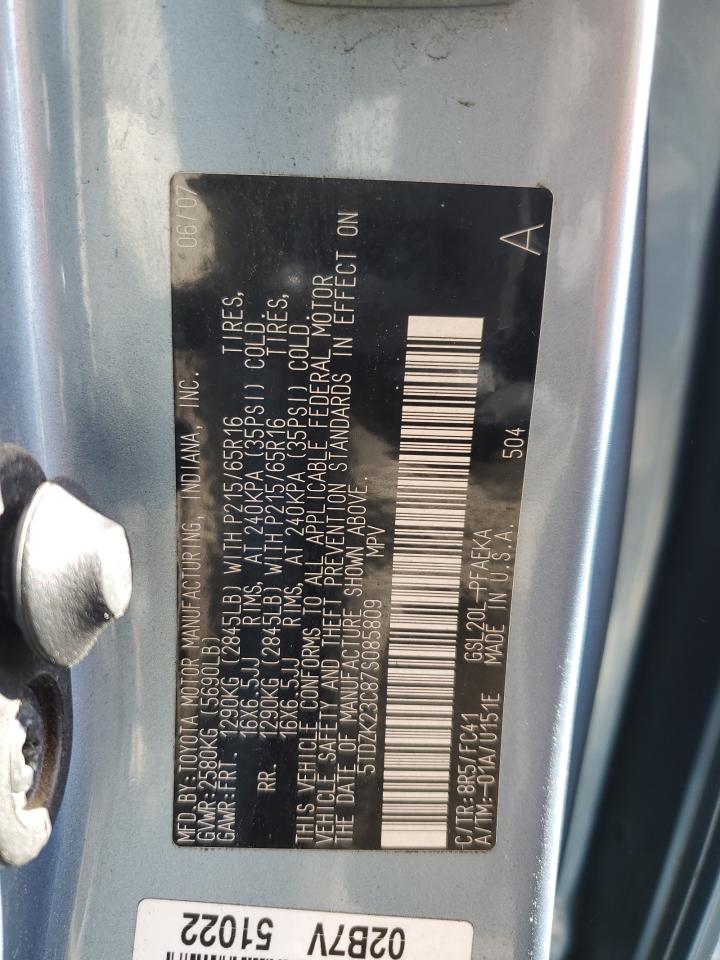 MFD.BY:TOYOTA MOTOR MANUFACTURING, INDIANA, INC. 06/07
GVWR:2580KG (5690LB)
GAWR:FRT. 1290KG (2845LB) WITH P215/65R16 TIRES,
16X6.5JJ RIMS, AT 240KPA (35PSI) COLD.
RR. 1290KG (2845LB) WITH P215/65R16 TIRES,
16X6.5JJ RIMS, AT 240KPA (35PSI) COLD.
THIS VEHICLE CONFORMS TO ALL APPLICABLE FEDERAL MOTOR
VEHICLE SAFETY AND THEFT PREVENTION STANDARDS IN EFFECT ON
THE DATE OF MANUFACTURE SHOWN ABOVE.
5TDZK23C87S085809 MPV
C/TR:8R5/FC41 GSL20L-PFAEKA 504
A/TM:-01A/U151E MADE IN U.S.A. A
02B7V
51022